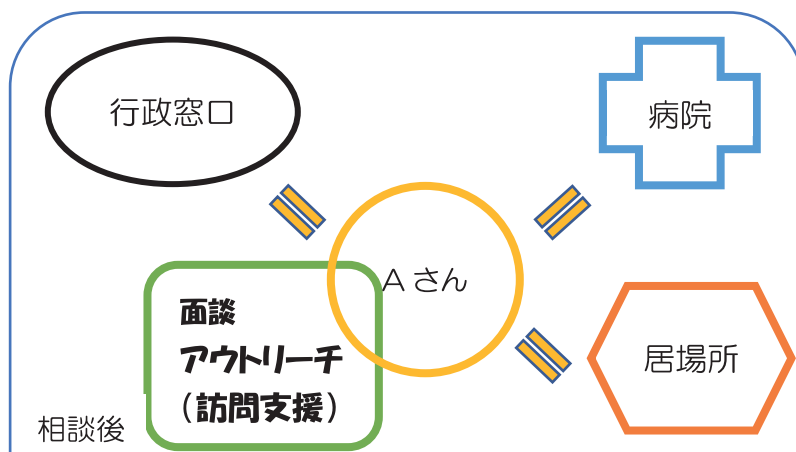 行政窓口
病院
Aさん
面談
アウトリーチ
（訪問支援）
居場所
相談後